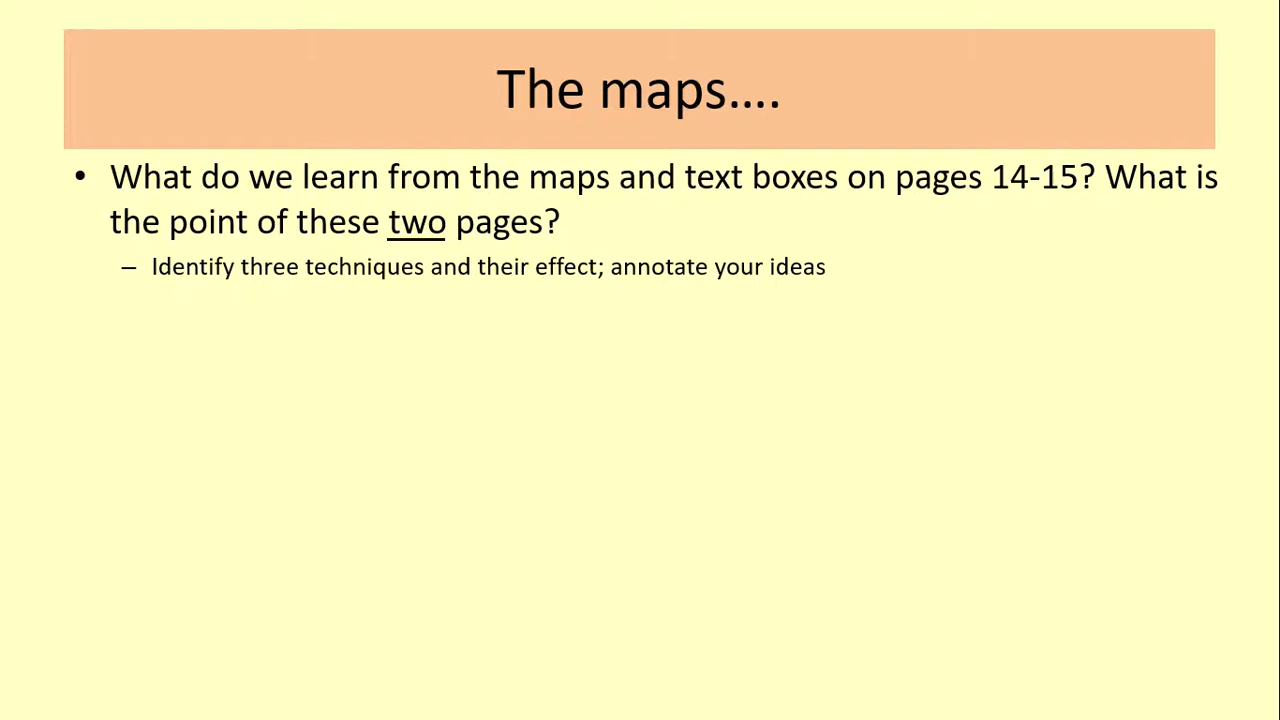 The maps….
• What do we learn from the maps and text boxes on pages 14-15? What is
the point of these two pages?
– Identify three techniques and their effect; annotate your ideas